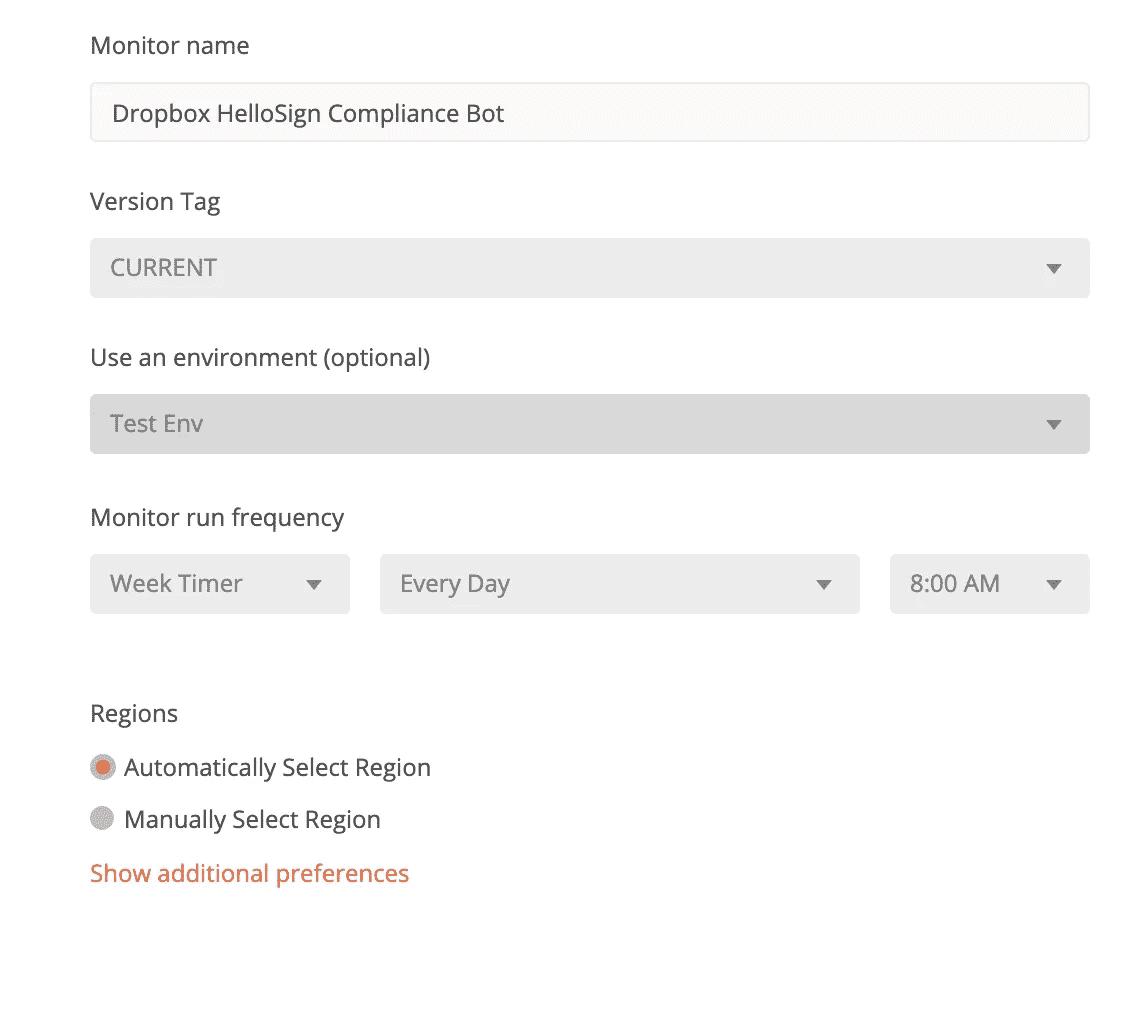 Monitor name
Dropbox HelloSign Compliance Bot
Version Tag
CURRENT
Use an environment (optional)
Test Env
Monitor run frequency
Week Timer Every Day 8:00 AM
Regions
Automatically Select Region
Manually Select Region
Show additional preferences